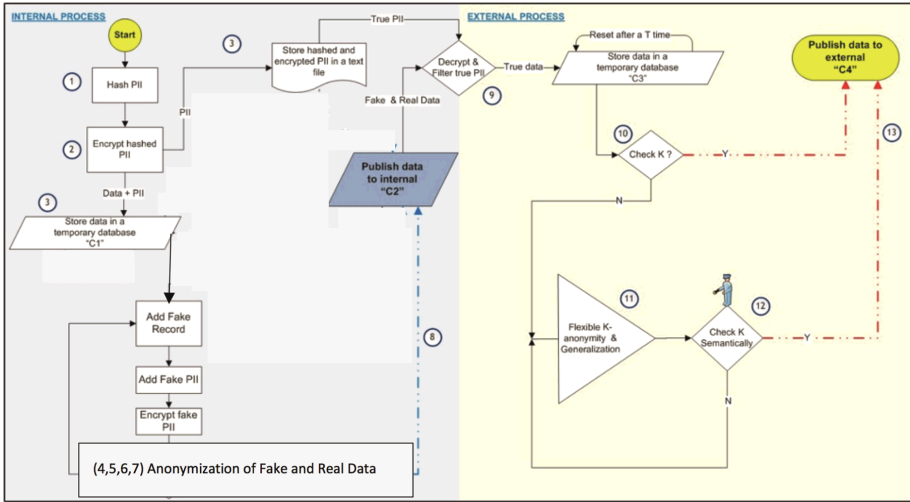 INTERNAL PROCESS
Start
1
Hash PII
2
Encrypt hashed
PII
PII
Data + PII
3
Store data in a
temporary database
"C1"
3
Store hashed and
encrypted PII in a text
file
True PII
Decrypt &
Filter true PII
9
Fake & Real Data
Publish data
to internal
"C2"
Add Fake
Record
Add Fake PII
Encrypt fake
PII
(4,5,6,7) Anonymization of Fake and Real Data
8
EXTERNAL PROCESS
True data
Reset after a T time
Store data in a
temporary database
"C3"
Publish data to
external
"C4"
10
Check K ?
Y
13
N
11
Flexible K-
anonymity &
Generalization
12
Check K
Semantically
Y
N